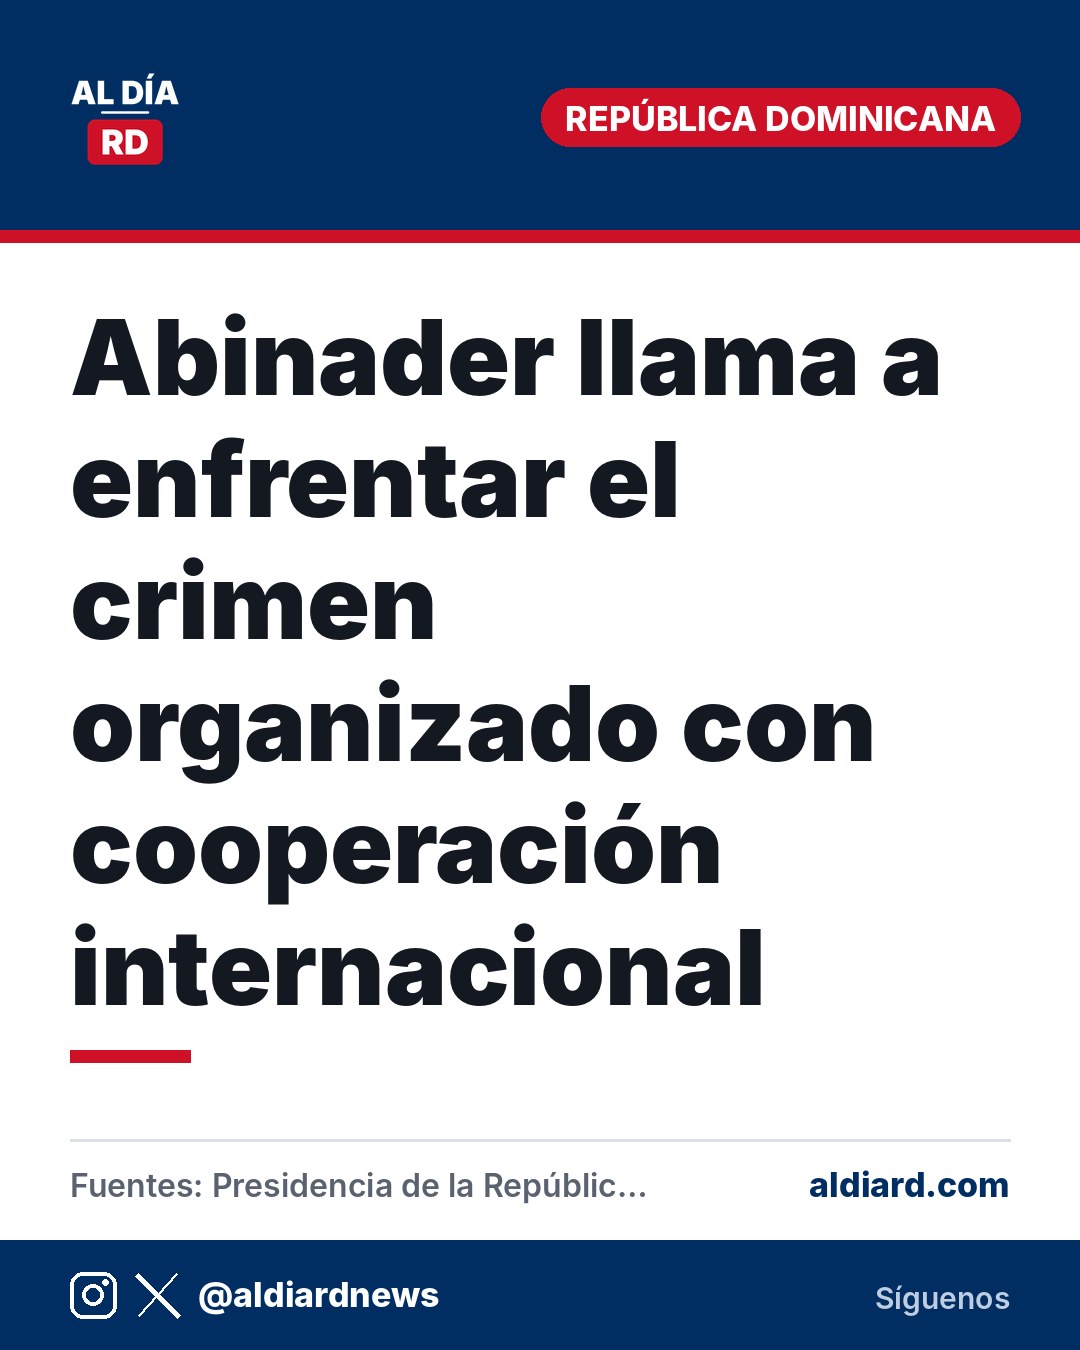 AL DÍA
RD
REPÚBLICA DOMINICANA
Abinader llama a
enfrentar el
crimen
organizado con
cooperación
internacional
Fuentes: Presidencia de la Repúblic...
aldiard.com
@aldiardnews
Síguenos